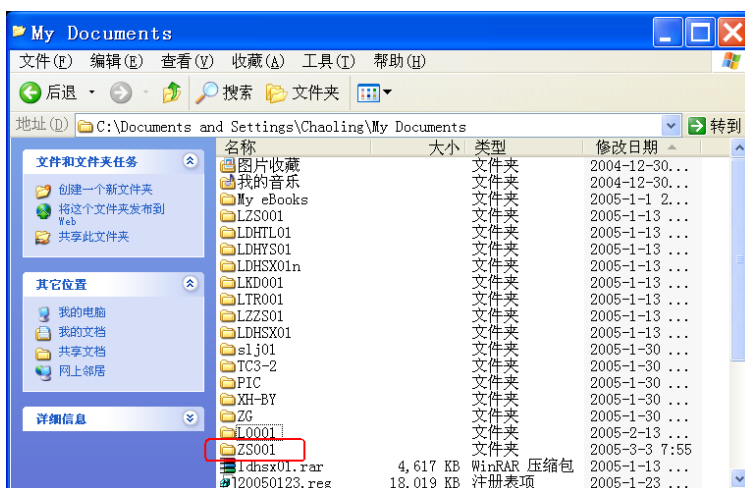 My Documents
文件(F) 编辑(E) 查看(V) 收藏(A) 工具(T) 帮助(H)
后退 搜索 文件夹
地址(D) C:\Documents and Settings\Chaoling\My Documents 转到
文件和文件夹任务
创建一个新文件夹
将这个文件夹发布到
Web
共享此文件夹
其它位置
我的电脑
我的文档
共享文档
网上邻居
详细信息
名称 大小 类型 修改日期
图片收藏 文件夹 2004-12-30...
我的音乐 文件夹 2004-12-30...
My eBooks 文件夹 2005-1-1 2...
LZS001 文件夹 2005-1-13 ...
LDHTL01 文件夹 2005-1-13 ...
LDHYS01 文件夹 2005-1-13 ...
LDHSX01n 文件夹 2005-1-13 ...
LKD001 文件夹 2005-1-13 ...
LTR001 文件夹 2005-1-13 ...
LZZS01 文件夹 2005-1-13 ...
LDHSX01 文件夹 2005-1-13 ...
slj01 文件夹 2005-1-30 ...
TC3-2 文件夹 2005-1-30 ...
PIC 文件夹 2005-1-30 ...
XH-BY 文件夹 2005-1-30 ...
ZG 文件夹 2005-1-30 ...
L0001 文件夹 2005-2-13 ...
ZS001 文件夹 2005-3-3 7:55
ldhsx01.rar 4,617 KB WinRAR 压缩包 2005-1-13 ...
120050123.reg 18,019 KB 注册表项 2005-1-23 ...